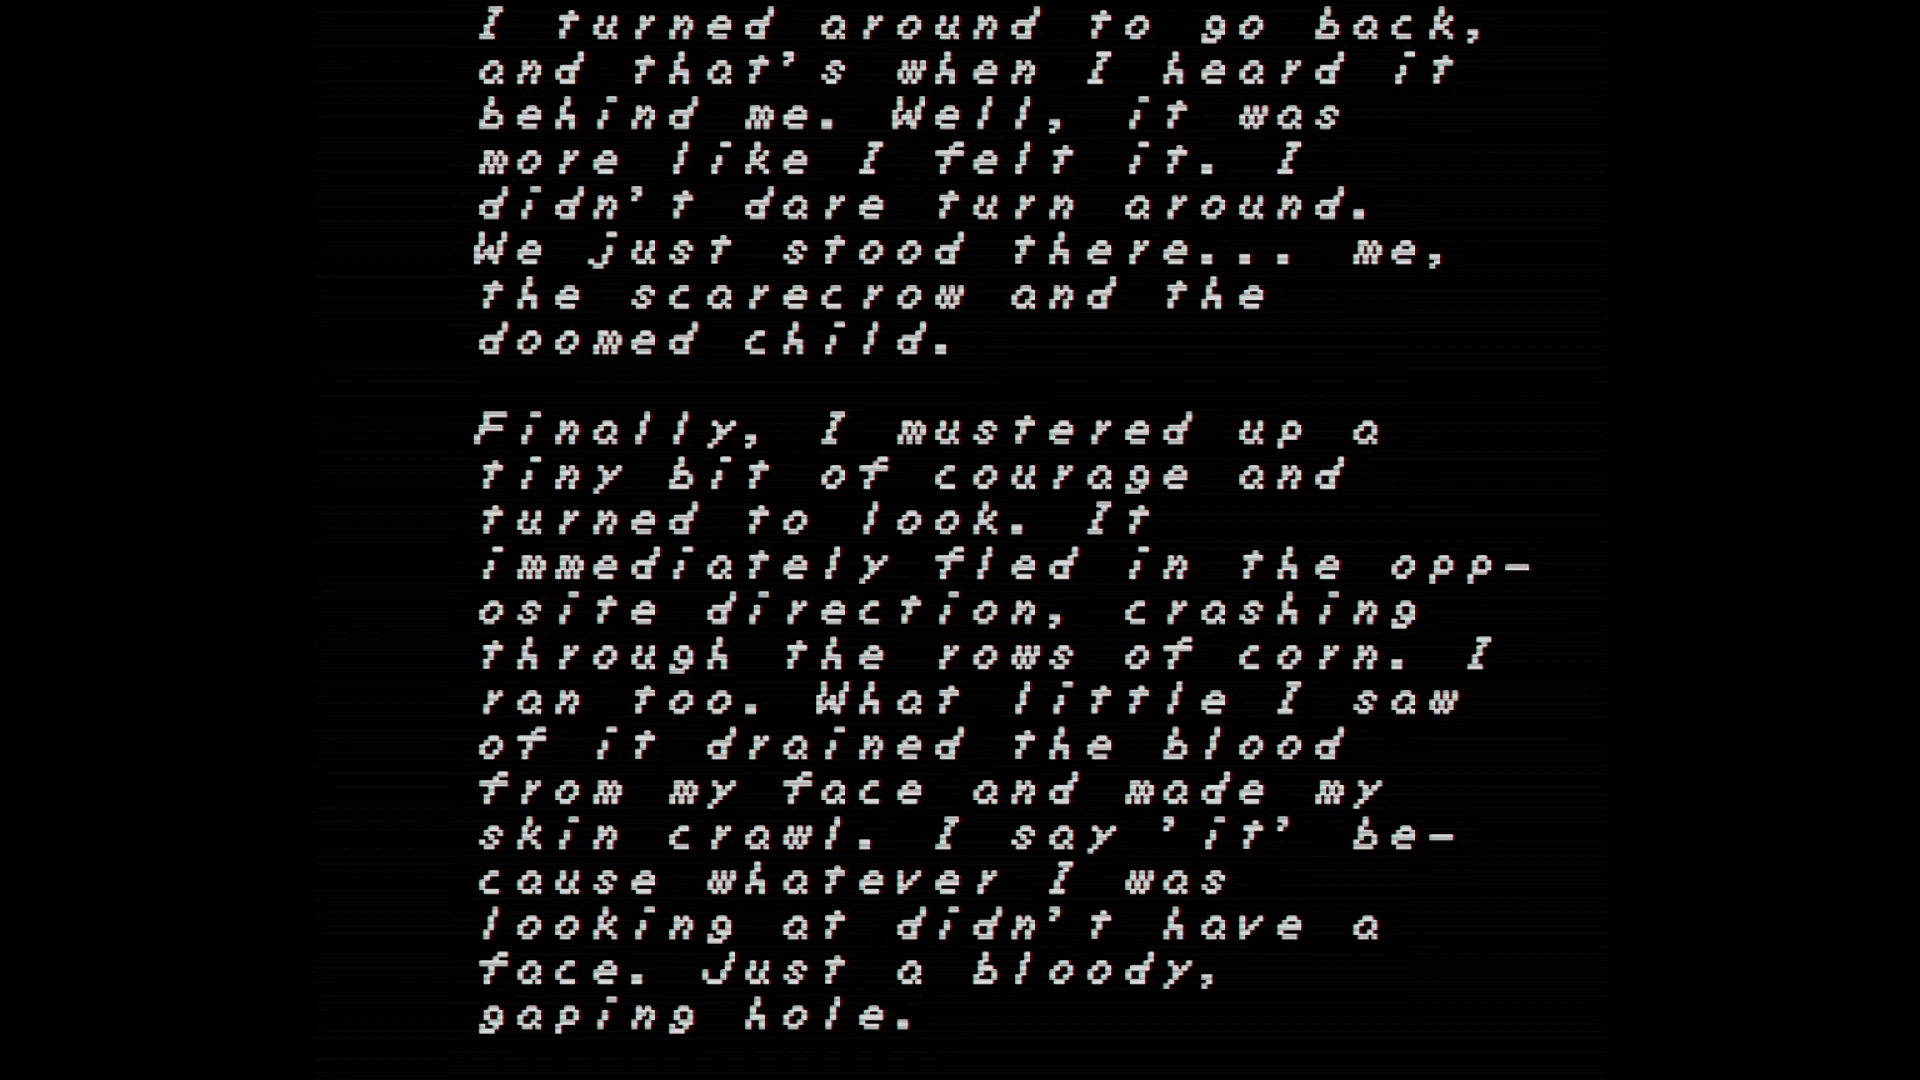 I turned around to go back,
and that's when I heard it
behind me. Well, it was
more like I felt it. I
didn't dare turn around.
We just stood there... me,
the scarecrow and the
doomed child.
Finally, I mustered up a
tiny bit of courage and
turned to look. It
immediately fled in the opp-
osite direction, crashing
through the rows of corn. I
ran too. What little I saw
of it drained the blood
from my face and made my
skin crawl. I say 'it' be-
cause whatever I was
looking at didn't have a
face. Just a bloody,
gaping hole.